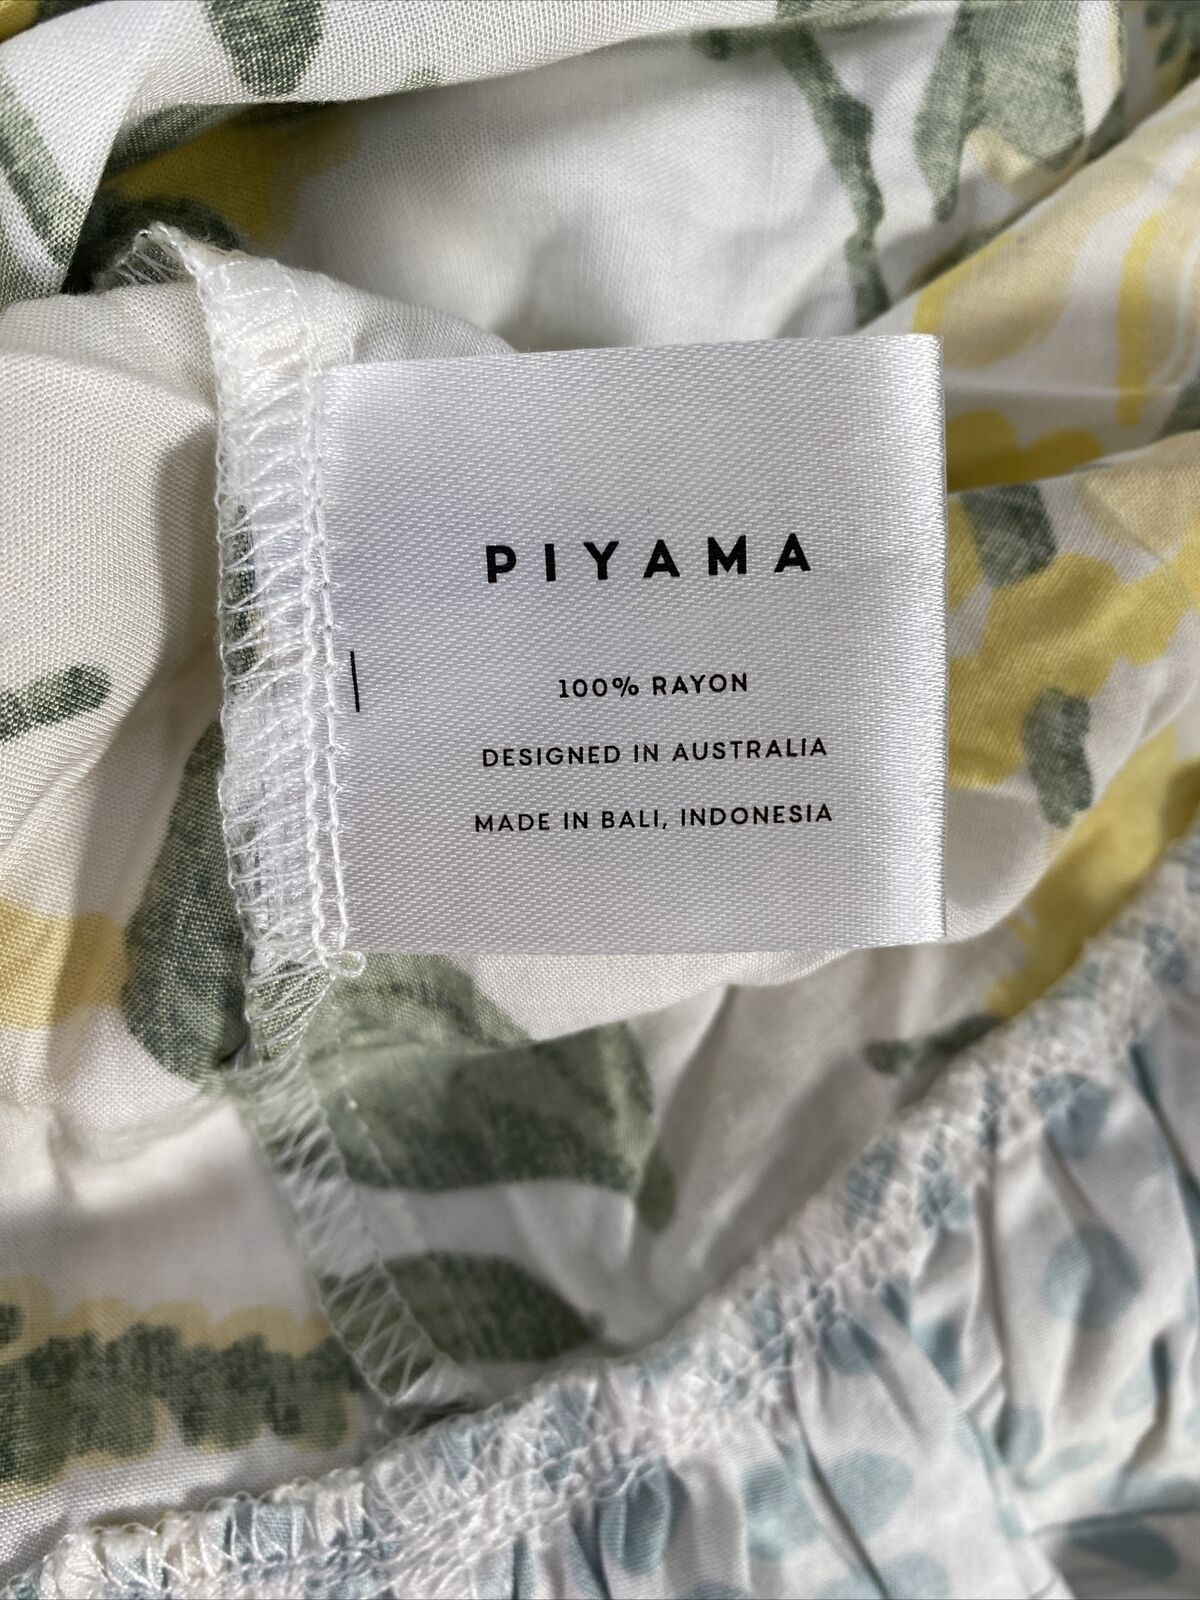 PIYAMA
100% RAYON
DESIGNED IN AUSTRALIA
MADE IN BALI, INDONESIA